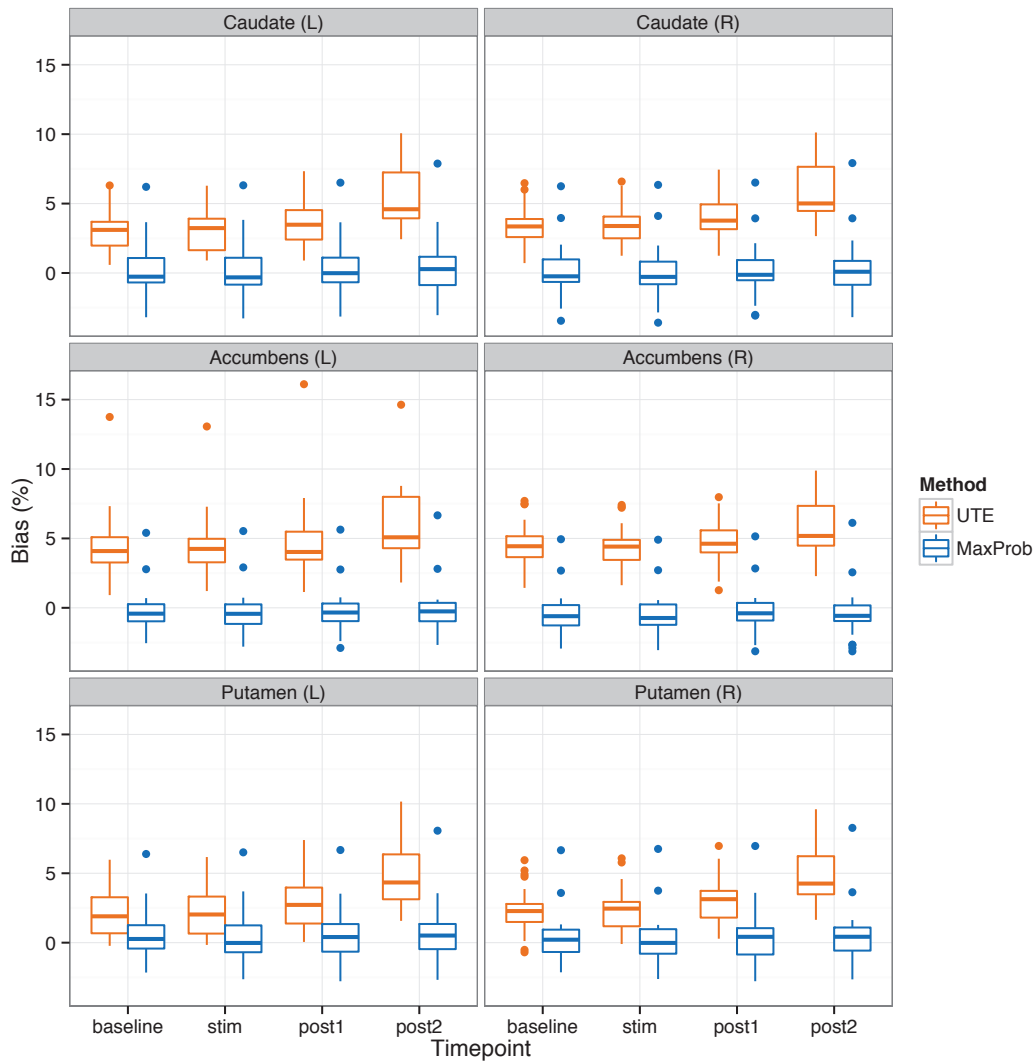 Caudate (L)
Caudate (R)
15
10
5
0
Accumbens (L)
Accumbens (R)
15
10
5
0
Putamen (L)
Putamen (R)
15
10
5
0
Bias (%)
baseline stim post1 post2
baseline stim post1 post2
Timepoint
Method
UTE
MaxProb